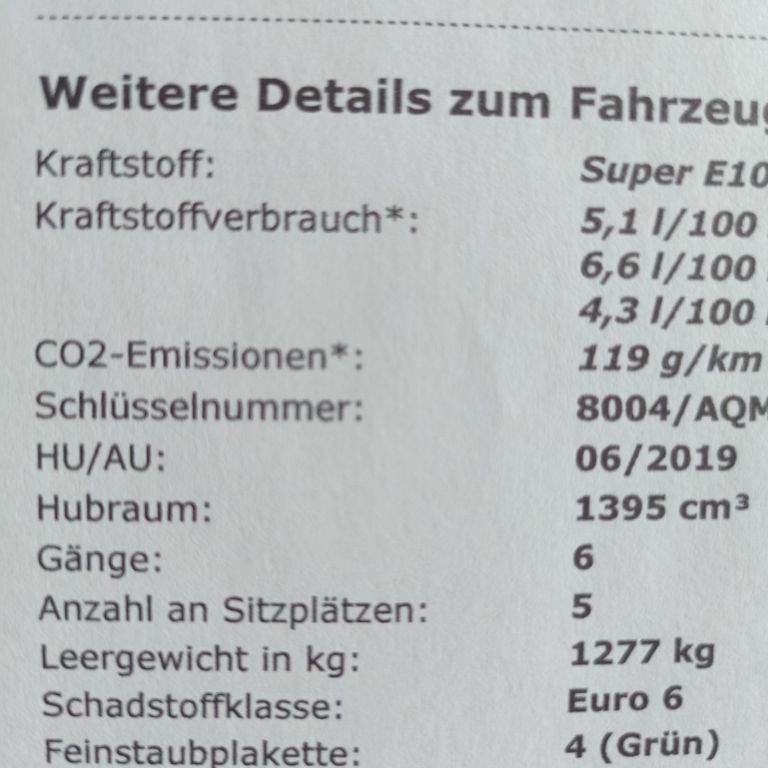 Weitere Details zum Fahrzeug
Kraftstoff: Super E10
Kraftstoffverbrauch*: 5,1 l/100
6,6 l/100
4,3 l/100
CO2-Emissionen*: 119 g/km
Schlüsselnummer: 8004/AQM
HU/AU: 06/2019
Hubraum: 1395 cm³
Gänge: 6
Anzahl an Sitzplätzen: 5
Leergewicht in kg: 1277 kg
Schadstoffklasse: Euro 6
Feinstaubplakette: 4 (Grün)